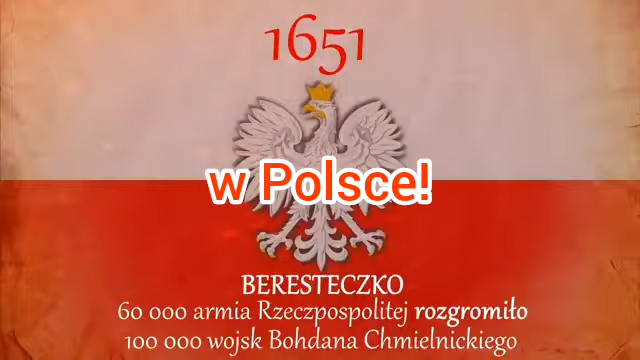 1651
w Polsce!
BERESTECZKO
60 000 armia Rzeczpospolitej rozgromiło
100 000 wojsk Bohdana Chmielnickiego